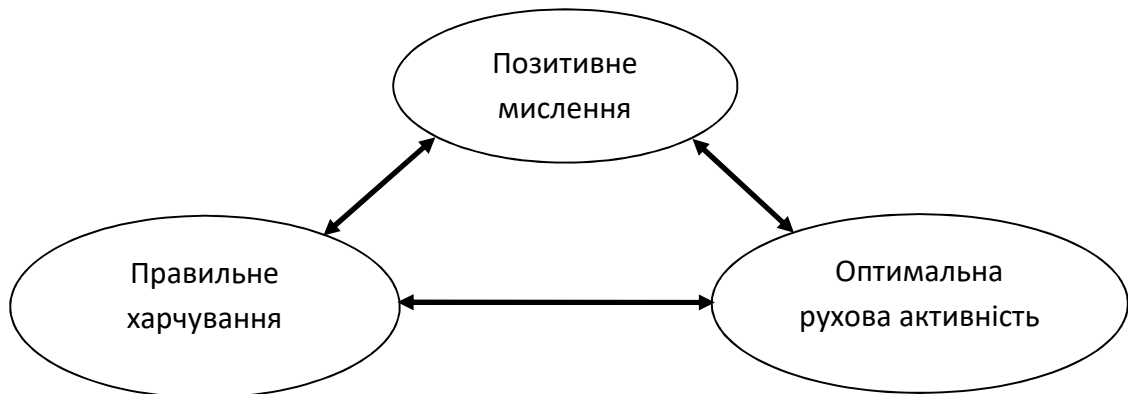 Позитивне
мислення
Правильне
харчування
Оптимальна
рухова активність